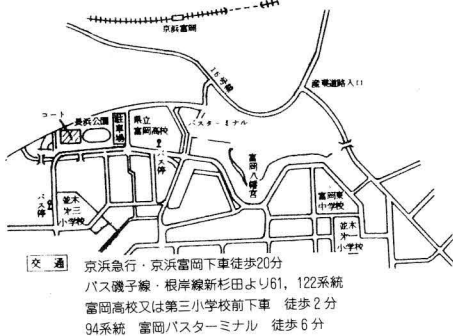 京浜富岡
16号線
産業道路入口
コート
長浜公園
駐車場
県立
富岡高校
バスターミナル
バス停
富岡八幡宮
バス停
並木
第三
小学校
富岡東
中学校
並木
第一
小学校
交通
京浜急行・京浜富岡下車徒歩20分
バス磯子線・根岸線新杉田より61，122系統
富岡高校又は第三小学校前下車　徒歩2分
94系統　富岡バスターミナル　徒歩6分